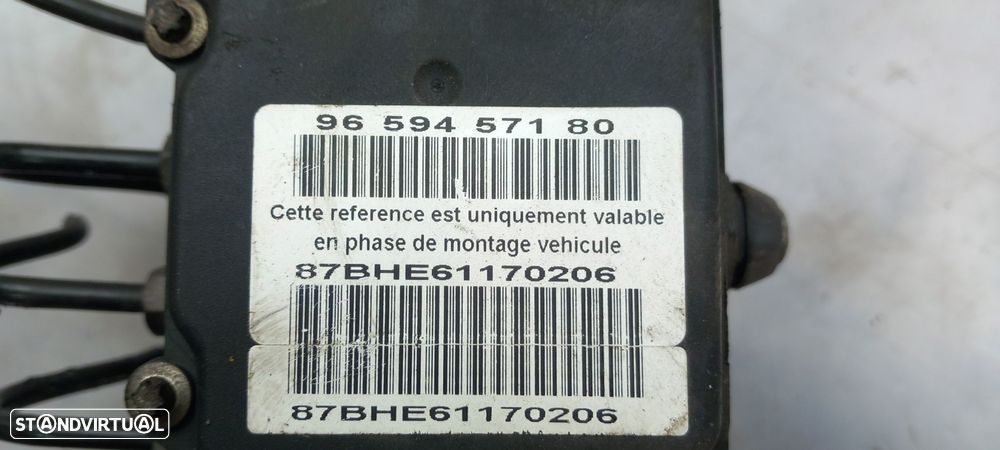 96 594 571 80
Cette reference est uniquement valable
en phase de montage vehicule
87BHE61170206
87BHE61170206
STANDVIRTUAL